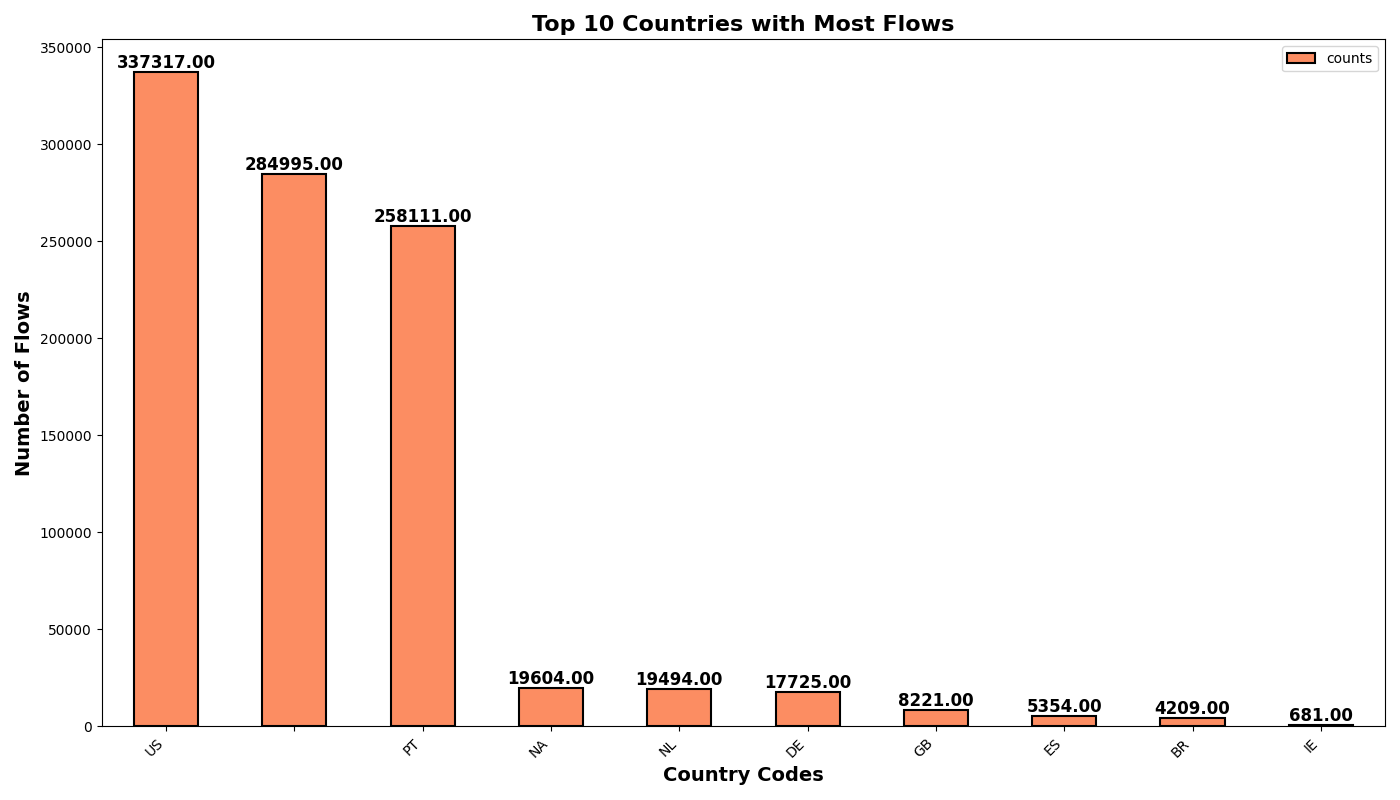 Top 10 Countries with Most Flows
counts
Number of Flows
350000
300000
250000
200000
150000
100000
50000
0
337317.00
284995.00
258111.00
19604.00
19494.00
17725.00
8221.00
5354.00
4209.00
681.00
US
PT
NA
NL
DE
GB
ES
BR
IE
Country Codes